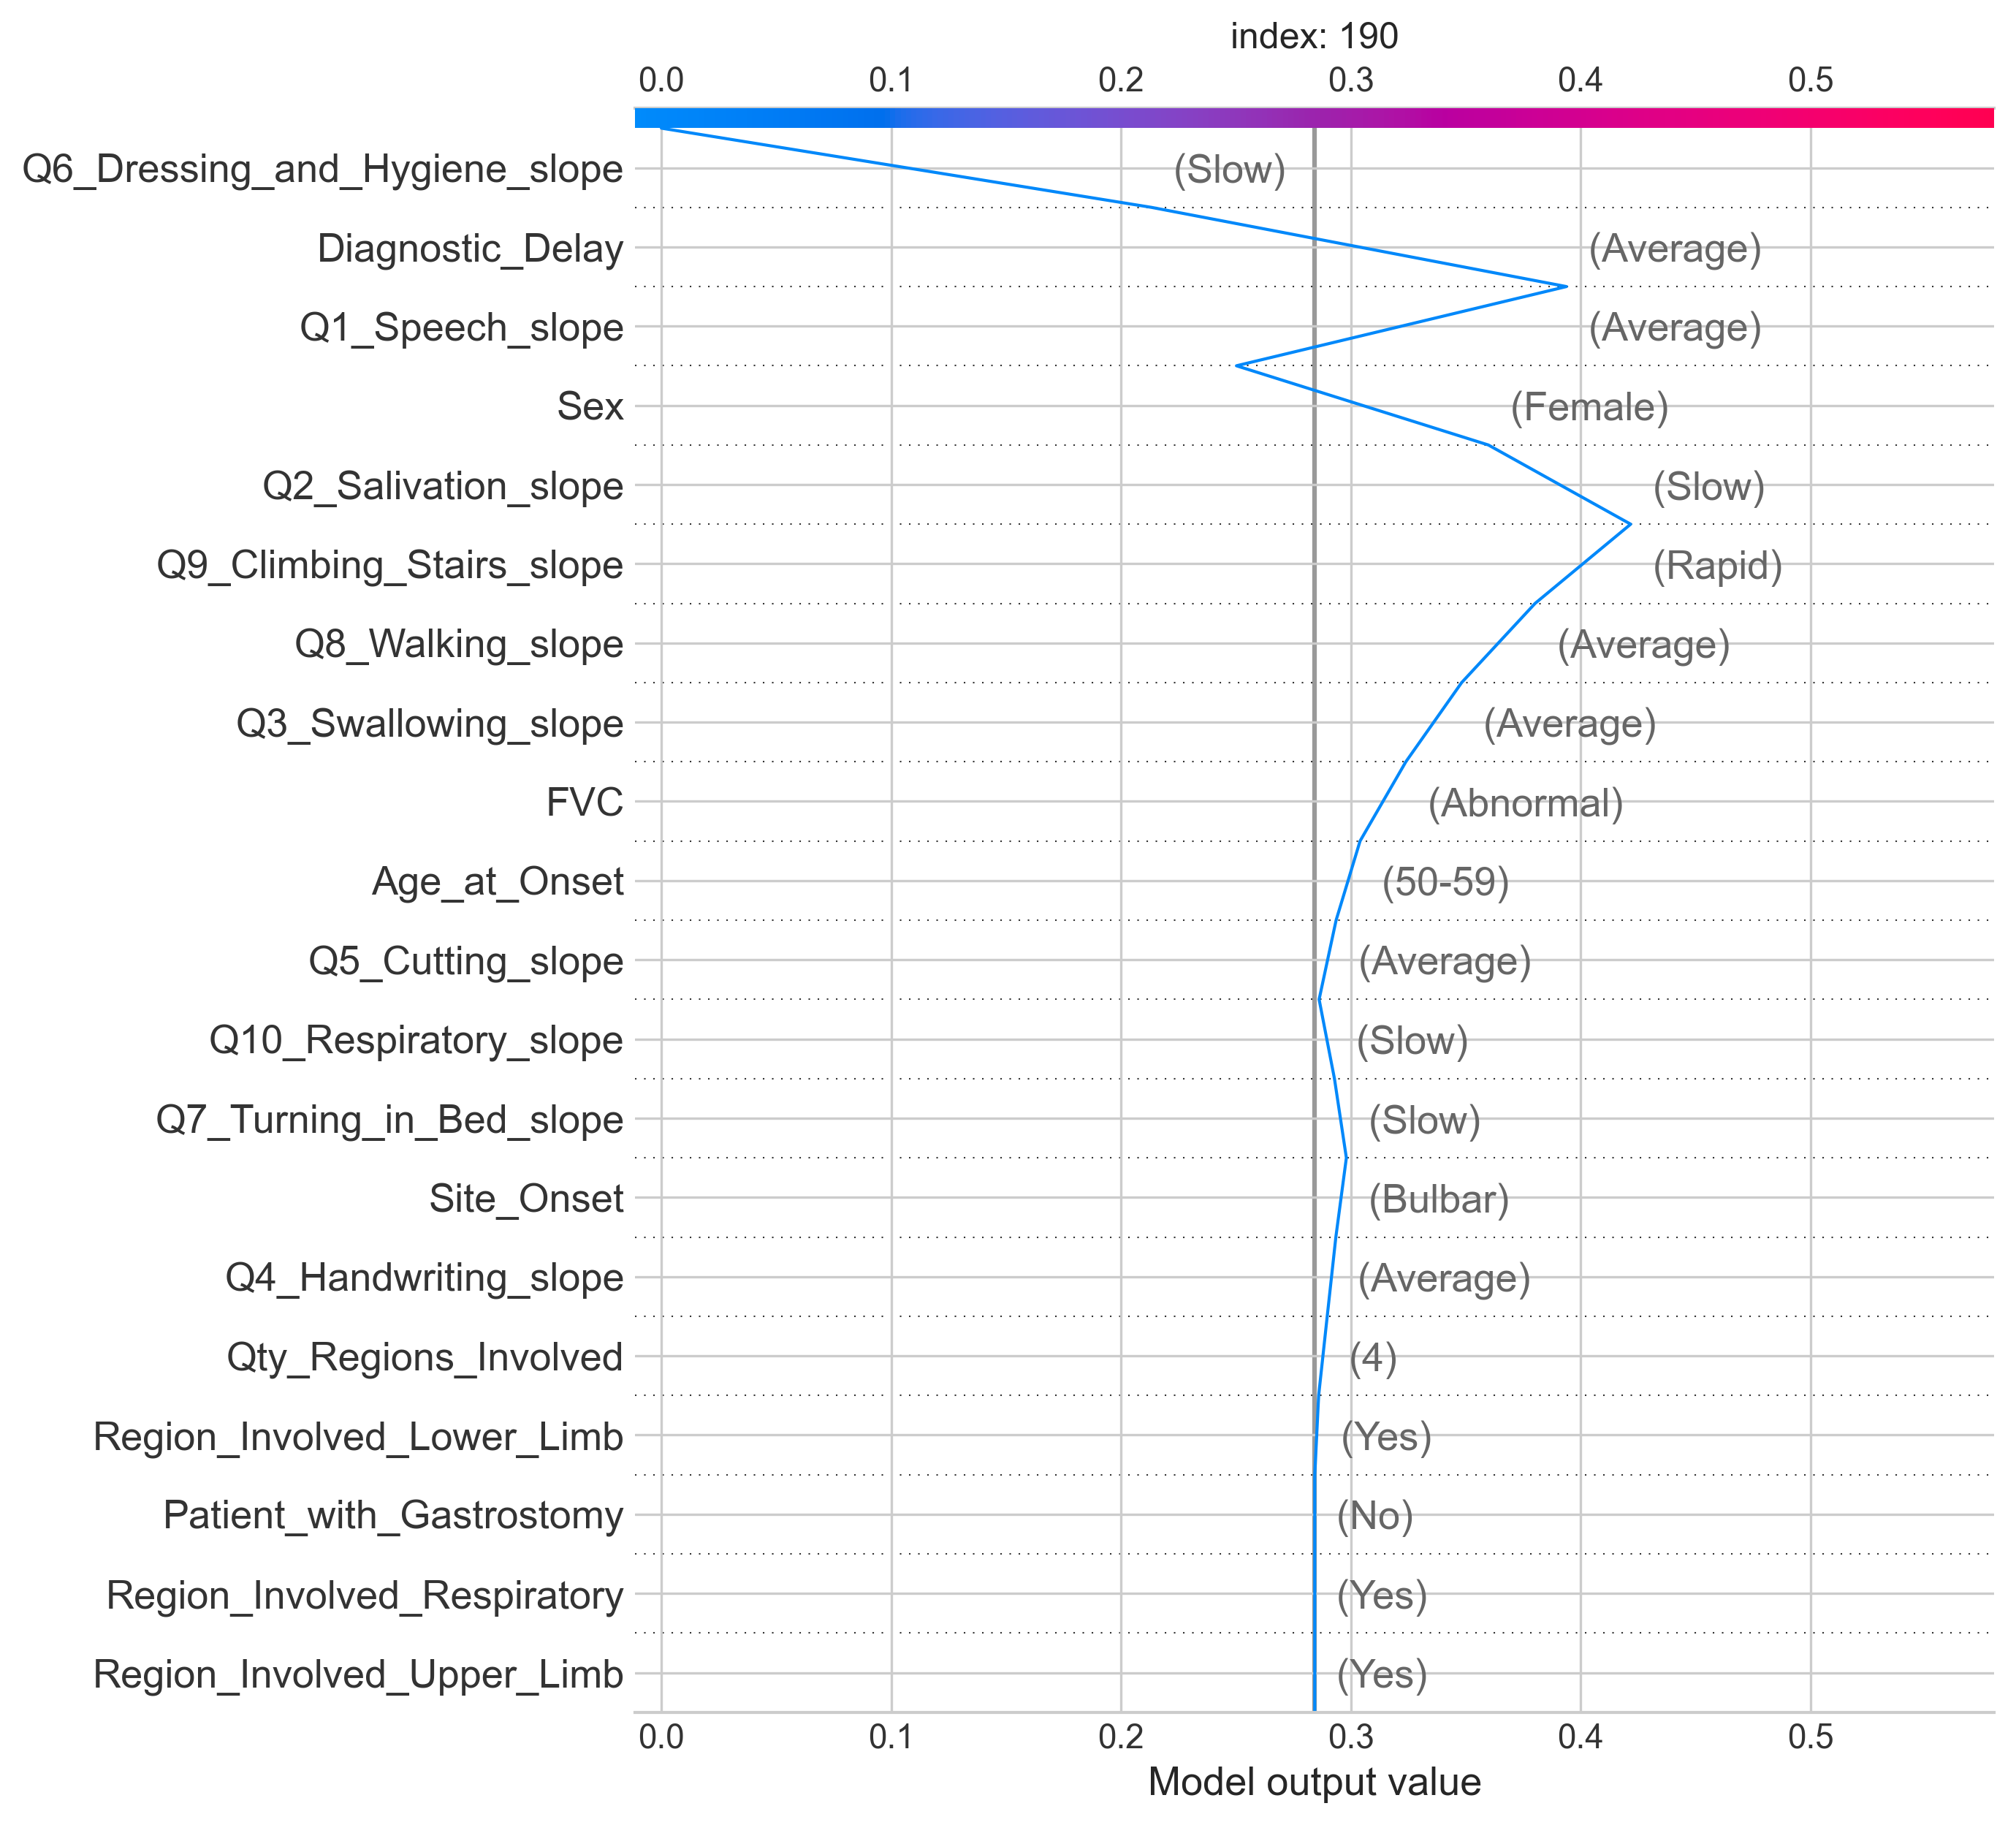 index: 190
0.0 0.1 0.2 0.3 0.4 0.5
Q6_Dressing_and_Hygiene_slope (Slow)
Diagnostic_Delay (Average)
Q1_Speech_slope (Average)
Sex (Female)
Q2_Salivation_slope (Slow)
Q9_Climbing_Stairs_slope (Rapid)
Q8_Walking_slope (Average)
Q3_Swallowing_slope (Average)
FVC (Abnormal)
Age_at_Onset (50-59)
Q5_Cutting_slope (Average)
Q10_Respiratory_slope (Slow)
Q7_Turning_in_Bed_slope (Slow)
Site_Onset (Bulbar)
Q4_Handwriting_slope (Average)
Qty_Regions_Involved (4)
Region_Involved_Lower_Limb (Yes)
Patient_with_Gastrostomy (No)
Region_Involved_Respiratory (Yes)
Region_Involved_Upper_Limb (Yes)
0.0 0.1 0.2 0.3 0.4 0.5
Model output value